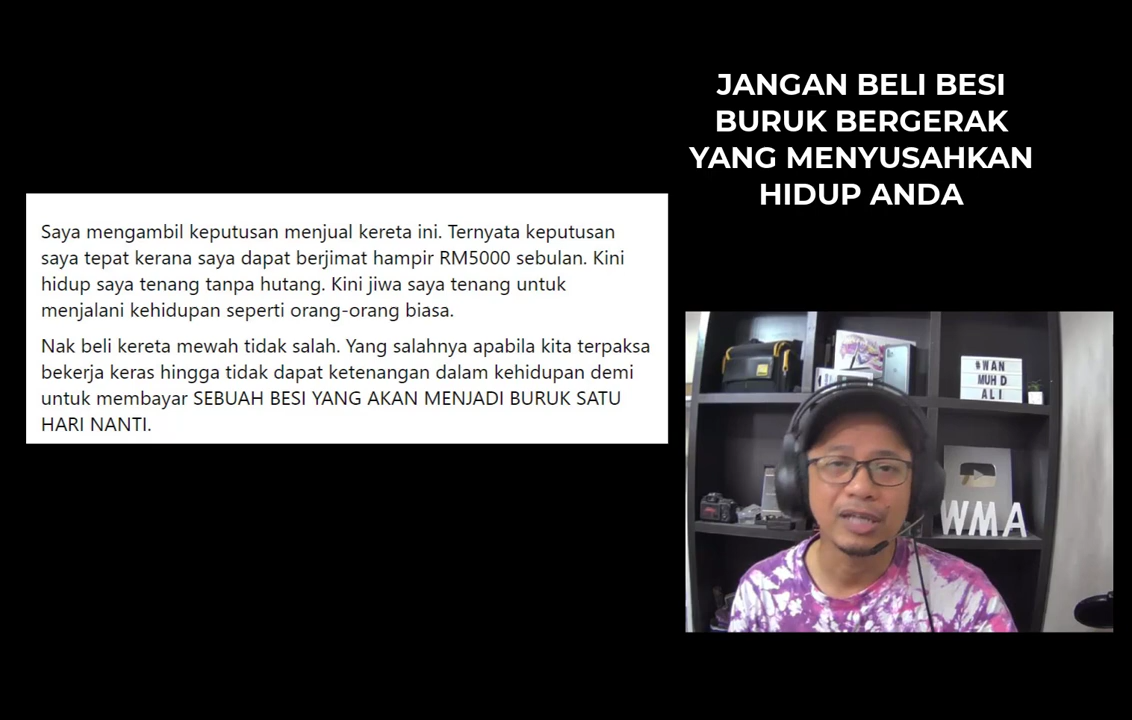 JANGAN BELI BESI
BURUK BERGERAK
YANG MENYUSAHKAN
HIDUP ANDA
Saya mengambil keputusan menjual kereta ini. Ternyata keputusan
saya tepat kerana saya dapat berjimat hampir RM5000 sebulan. Kini
hidup saya tenang tanpa hutang. Kini jiwa saya tenang untuk
menjalani kehidupan seperti orang-orang biasa.
Nak beli kereta mewah tidak salah. Yang salahnya apabila kita terpaksa
bekerja keras hingga tidak dapat ketenangan dalam kehidupan demi
untuk membayar SEBUAH BESI YANG AKAN MENJADI BURUK SATU
HARI NANTI.
#WAN
MUHD
ALI
WMA